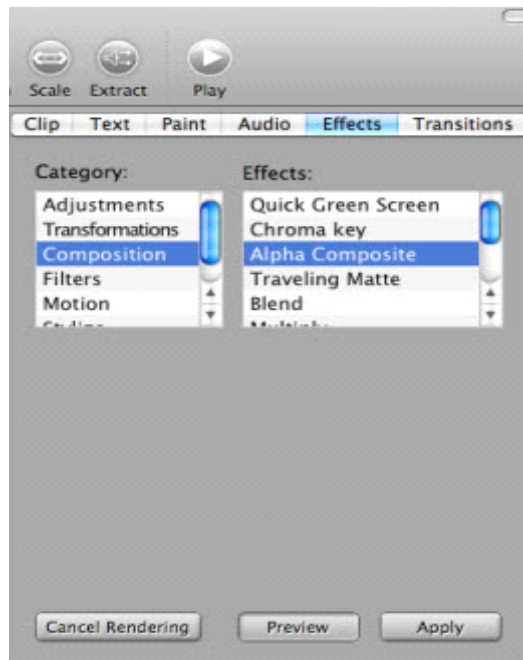 Scale Extract Play
Clip Text Paint Audio Effects Transitions
Category: Effects:
Adjustments Quick Green Screen
Transformations Chroma key
Composition Alpha Composite
Filters Traveling Matte
Motion Blend
Cancel Rendering Preview Apply